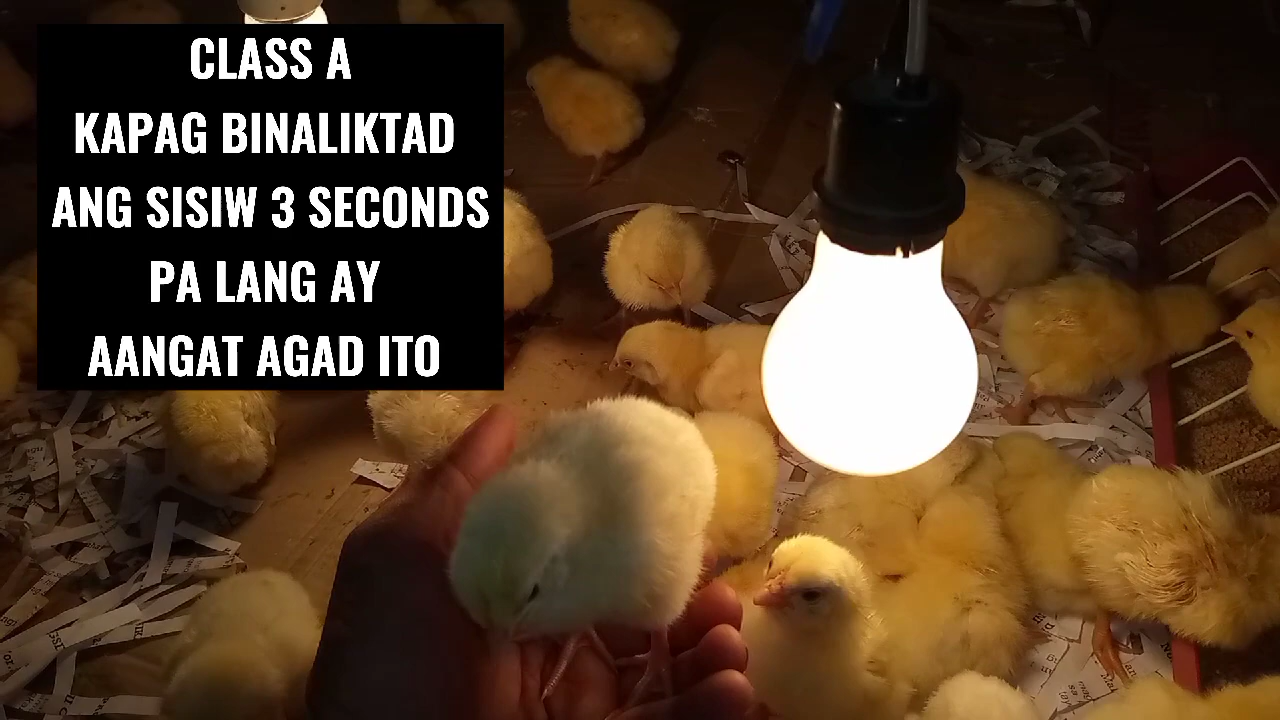 CLASS A
KAPAG BINALIKTAD
ANG SISIW 3 SECONDS
PA LANG AY
AANGAT AGAD ITO